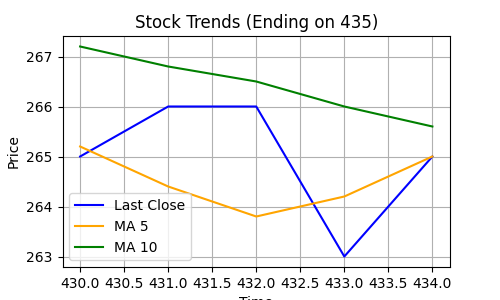 Stock Trends (Ending on 435)
Price
267
266
265
264
263
Last Close
MA 5
MA 10
430.0 430.5 431.0 431.5 432.0 432.5 433.0 433.5 434.0
Time